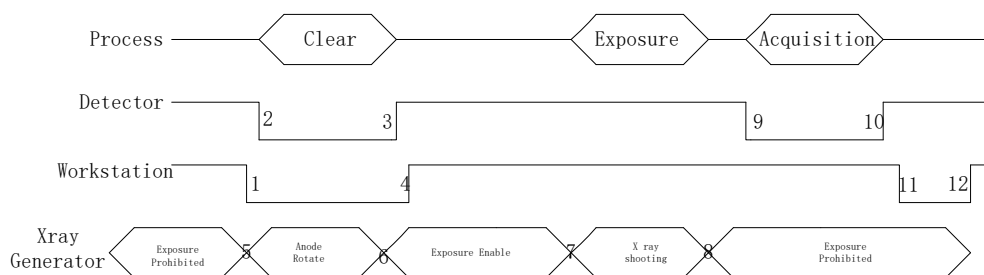 Process
Clear
Exposure
Acquisition
Detector
2
3
9
10
Workstation
1
4
11
12
Xray
Generator
Exposure
Prohibited
5
Anode
Rotate
6
Exposure Enable
7
X ray
shooting
8
Exposure
Prohibited